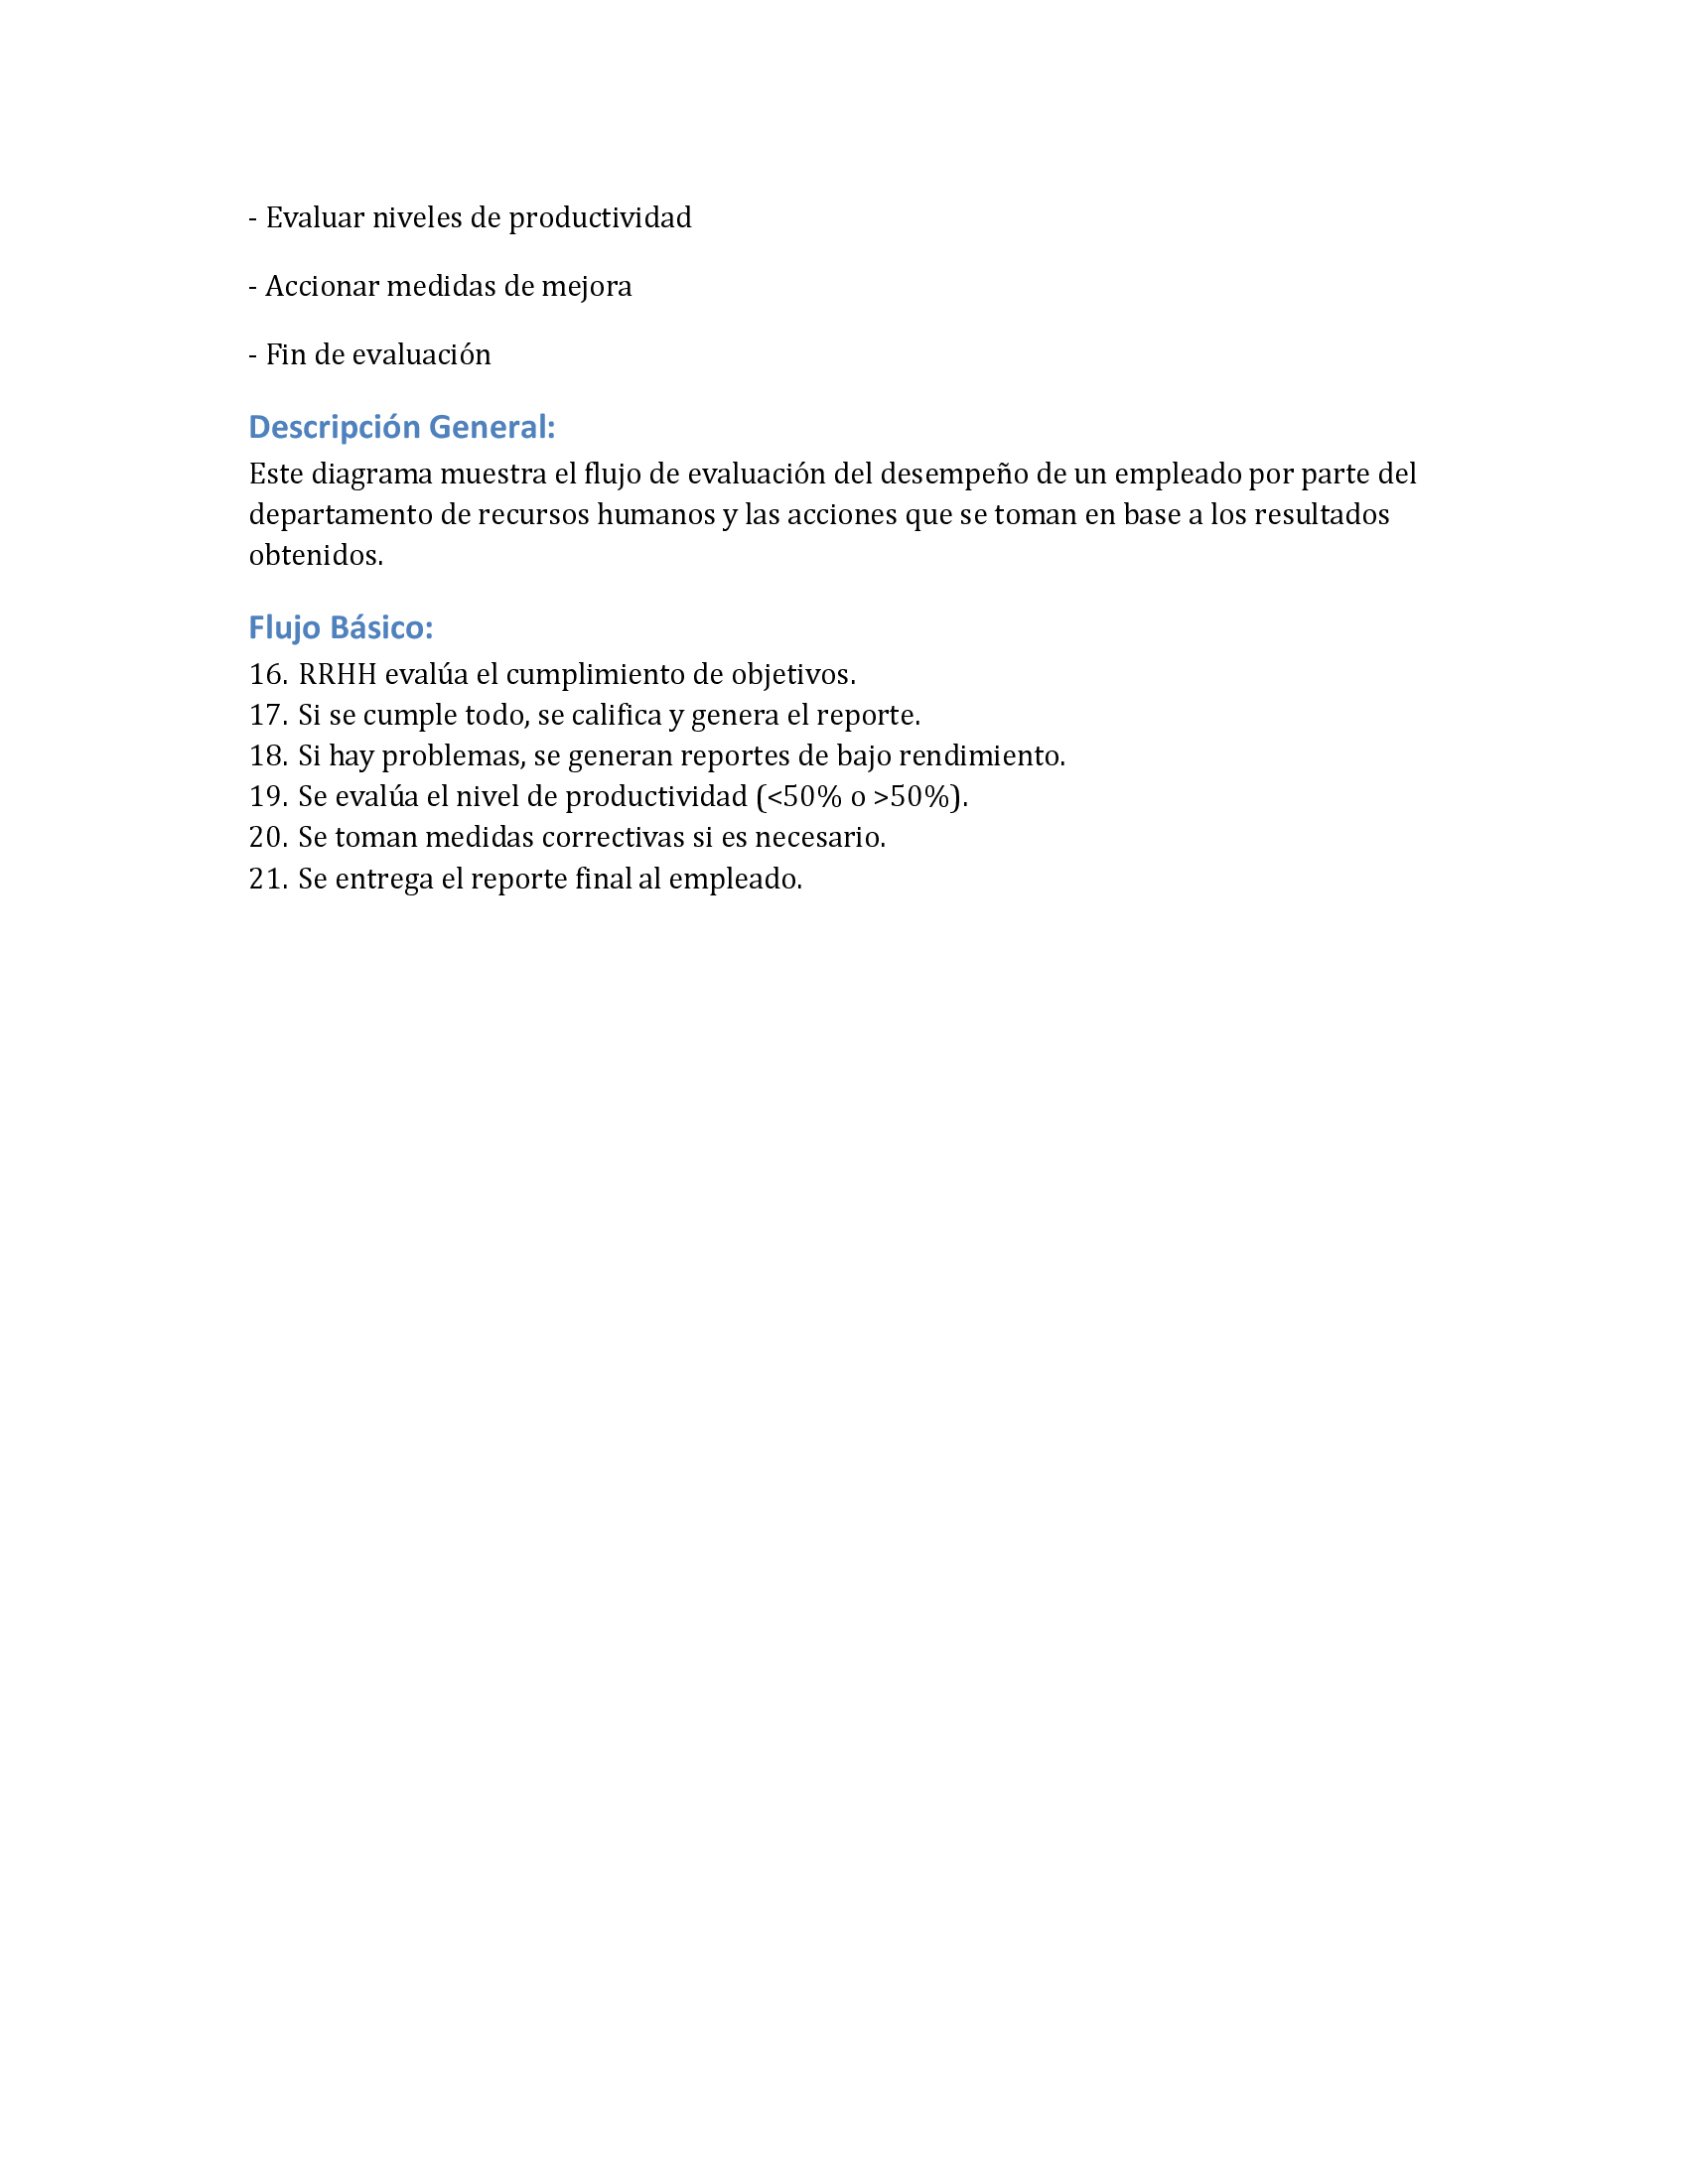 - Evaluar niveles de productividad
- Accionar medidas de mejora
- Fin de evaluación
Descripción General:
Este diagrama muestra el flujo de evaluación del desempeño de un empleado por parte del
departamento de recursos humanos y las acciones que se toman en base a los resultados
obtenidos.
Flujo Básico:
16. RRHH evalúa el cumplimiento de objetivos.
17. Si se cumple todo, se califica y genera el reporte.
18. Si hay problemas, se generan reportes de bajo rendimiento.
19. Se evalúa el nivel de productividad (<50% o >50%).
20. Se toman medidas correctivas si es necesario.
21. Se entrega el reporte final al empleado.